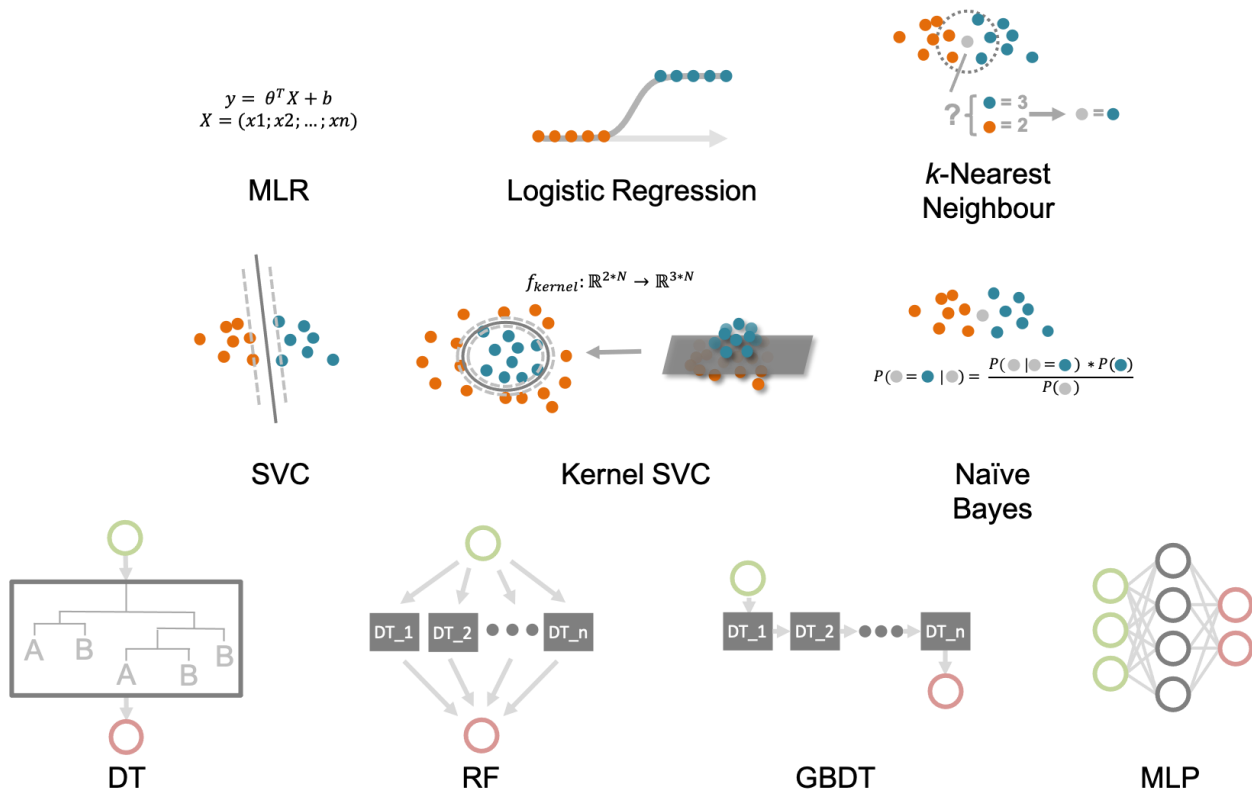 y = θ^T X + b
X = (x1; x2; …; xn)
MLR
Logistic Regression
? { = 3
= 2
=
k-Nearest
Neighbour
SVC
f_kernel: ℝ^{2*N} → ℝ^{3*N}
Kernel SVC
P( = | ) = P( | = ) * P( )
P( )
Naïve
Bayes
A B A B B
DT
DT_1 DT_2 DT_n
RF
DT_1 DT_2 DT_n
GBDT
MLP